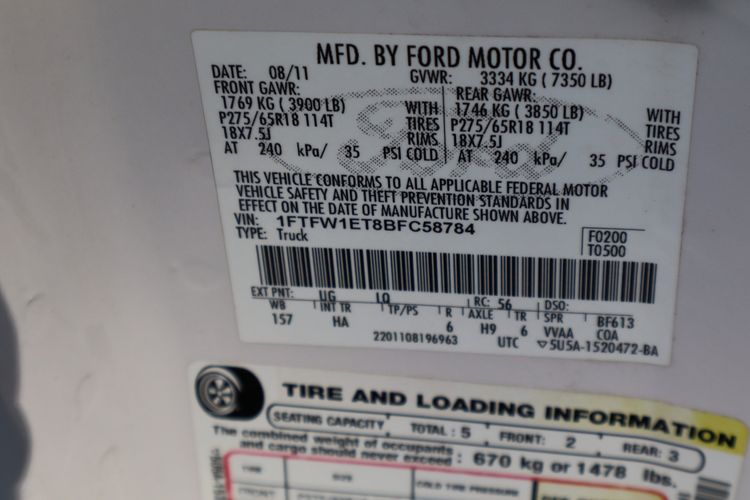 MFD. BY FORD MOTOR CO.
DATE: 08/11 GVWR: 3334 KG ( 7350 LB)
FRONT GAWR: REAR GAWR:
1769 KG ( 3900 LB) WITH 1746 KG ( 3850 LB) WITH
P275/65R18 114T TIRES P275/65R18 114T TIRES
18X7.5J RIMS 18X7.5J RIMS
AT 240 kPa/ 35 PSI COLD AT 240 kPa/ 35 PSI COLD
Ford
THIS VEHICLE CONFORMS TO ALL APPLICABLE FEDERAL MOTOR
VEHICLE SAFETY AND THEFT PREVENTION STANDARDS IN
EFFECT ON THE DATE OF MANUFACTURE SHOWN ABOVE.
VIN: 1FTFW1ET8BFC58784
TYPE: Truck
F0200
T0500
EXT PNT: UG LQ RC: 56 DSO:
WB INT TR TP/PS R AXLE TR SPR BF613
157 HA 6 H9 6 VVAA COA
2201108196963 UTC ▽5U5A-1520472-BA
TIRE AND LOADING INFORMATION
SEATING CAPACITY TOTAL : 5 FRONT: 2 REAR: 3
The combined weight of occupants
and cargo should never exceed : 670 kg or 1478 lbs.
TIRE SIZE COLD TIRE PRESSURE